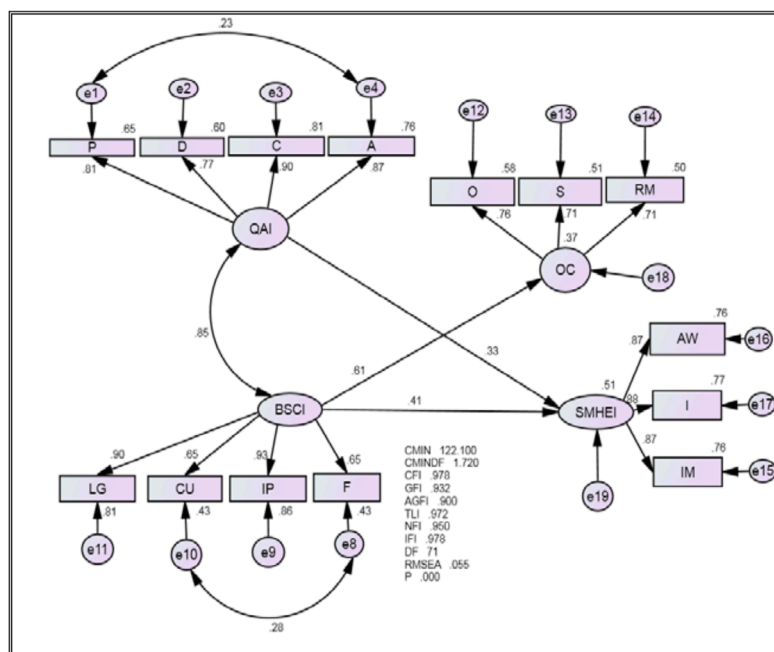 .23
e1
e2
e3
e4
.65
.60
.81
.76
P
D
C
A
.81
.77
.90
.87
QAI
e12
e13
e14
.58
.51
.50
O
S
RM
.76
.71
.71
.37
OC
e18
.85
.61
.33
.41
BSCI
.51
SMHEI
e19
.76
AW
e16
.87
.77
I
e17
.88
.76
IM
e15
.87
.90
.65
.93
.65
LG
CU
IP
F
.81
.43
.86
.43
e11
e10
e9
e8
.28
CMIN 122.100
CMINDF 1.720
CFI .978
GFI .932
AGFI .900
TLI .972
NFI .950
IFI .978
DF 71
RMSEA .055
P .000